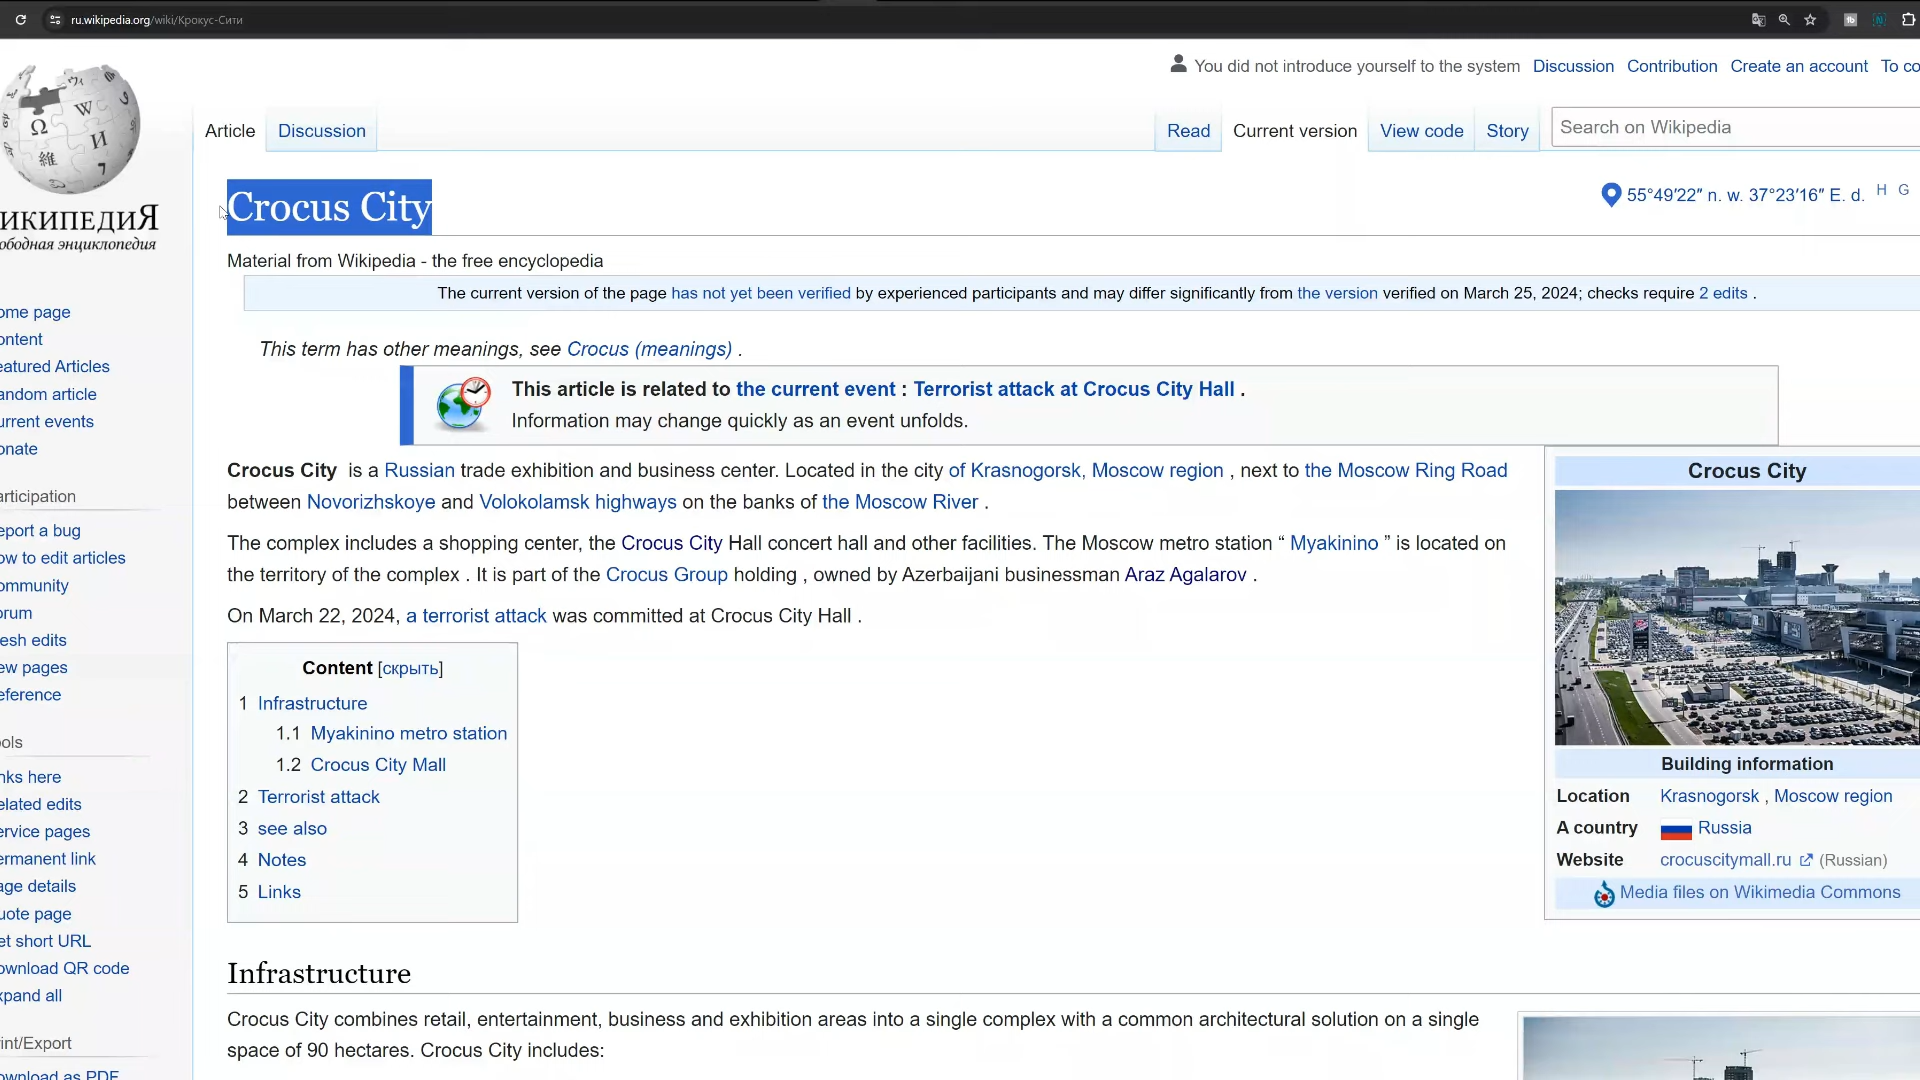 ru.wikipedia.org/wiki/Крокус-Сити
You did not introduce yourself to the system Discussion Contribution Create an account To co
Article Discussion Read Current version View code Story Search on Wikipedia
ИКИПЕДИЯ
ободная энциклопедия
Crocus City
55°49′22″ n. w. 37°23′16″ E. d. H G
Material from Wikipedia - the free encyclopedia
The current version of the page has not yet been verified by experienced participants and may differ significantly from the version verified on March 25, 2024; checks require 2 edits .
This term has other meanings, see Crocus (meanings) .
This article is related to the current event : Terrorist attack at Crocus City Hall .
Information may change quickly as an event unfolds.
Crocus City is a Russian trade exhibition and business center. Located in the city of Krasnogorsk, Moscow region , next to the Moscow Ring Road
between Novorizhskoye and Volokolamsk highways on the banks of the Moscow River .
The complex includes a shopping center, the Crocus City Hall concert hall and other facilities. The Moscow metro station “ Myakinino ” is located on
the territory of the complex . It is part of the Crocus Group holding , owned by Azerbaijani businessman Araz Agalarov .
On March 22, 2024, a terrorist attack was committed at Crocus City Hall .
Content [скрыть]
1 Infrastructure
1.1 Myakinino metro station
1.2 Crocus City Mall
2 Terrorist attack
3 see also
4 Notes
5 Links
Infrastructure
Crocus City combines retail, entertainment, business and exhibition areas into a single complex with a common architectural solution on a single
space of 90 hectares. Crocus City includes:
Crocus City
Building information
Location Krasnogorsk , Moscow region
A country Russia
Website crocuscitymall.ru (Russian)
Media files on Wikimedia Commons
ome page
ontent
eatured Articles
andom article
urrent events
onate
articipation
eport a bug
ow to edit articles
ommunity
orum
esh edits
ew pages
eference
ols
nks here
elated edits
ervice pages
ermanent link
age details
uote page
et short URL
ownload QR code
xpand all
int/Export
ownload as PDF